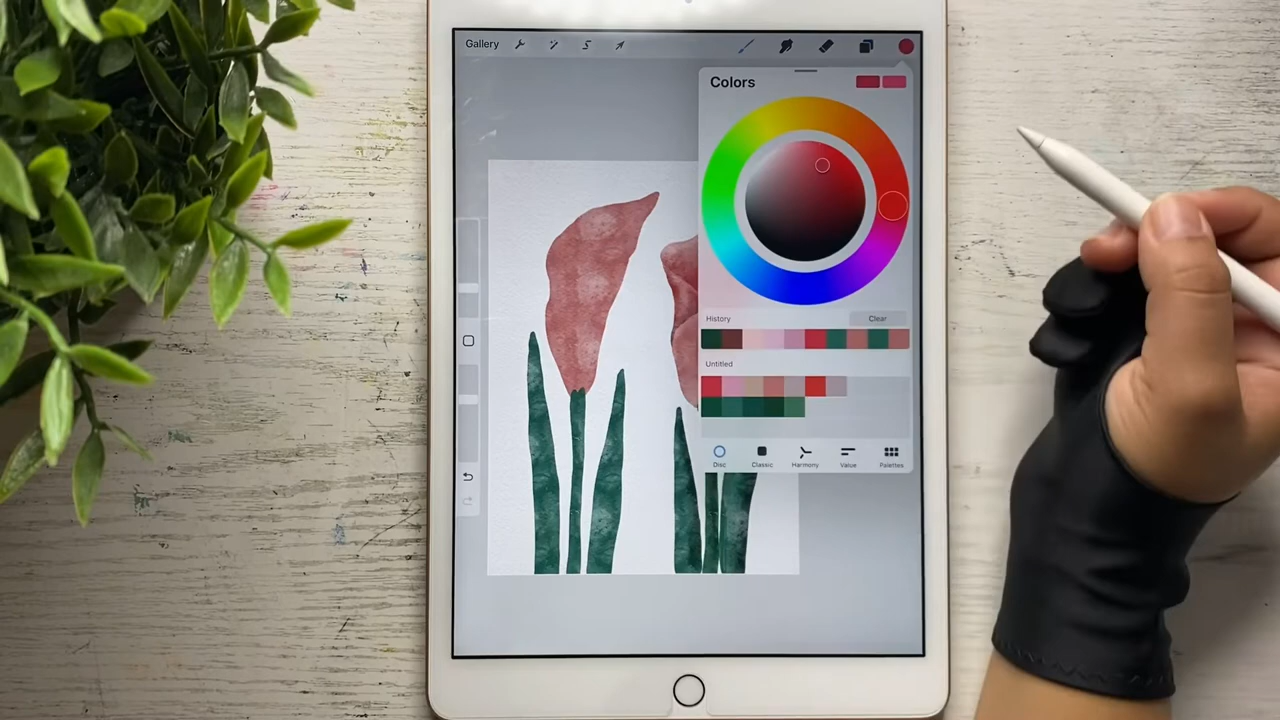 Gallery
Colors
History
Clear
Untitled
Disc
Classic
Harmony
Value
Palettes